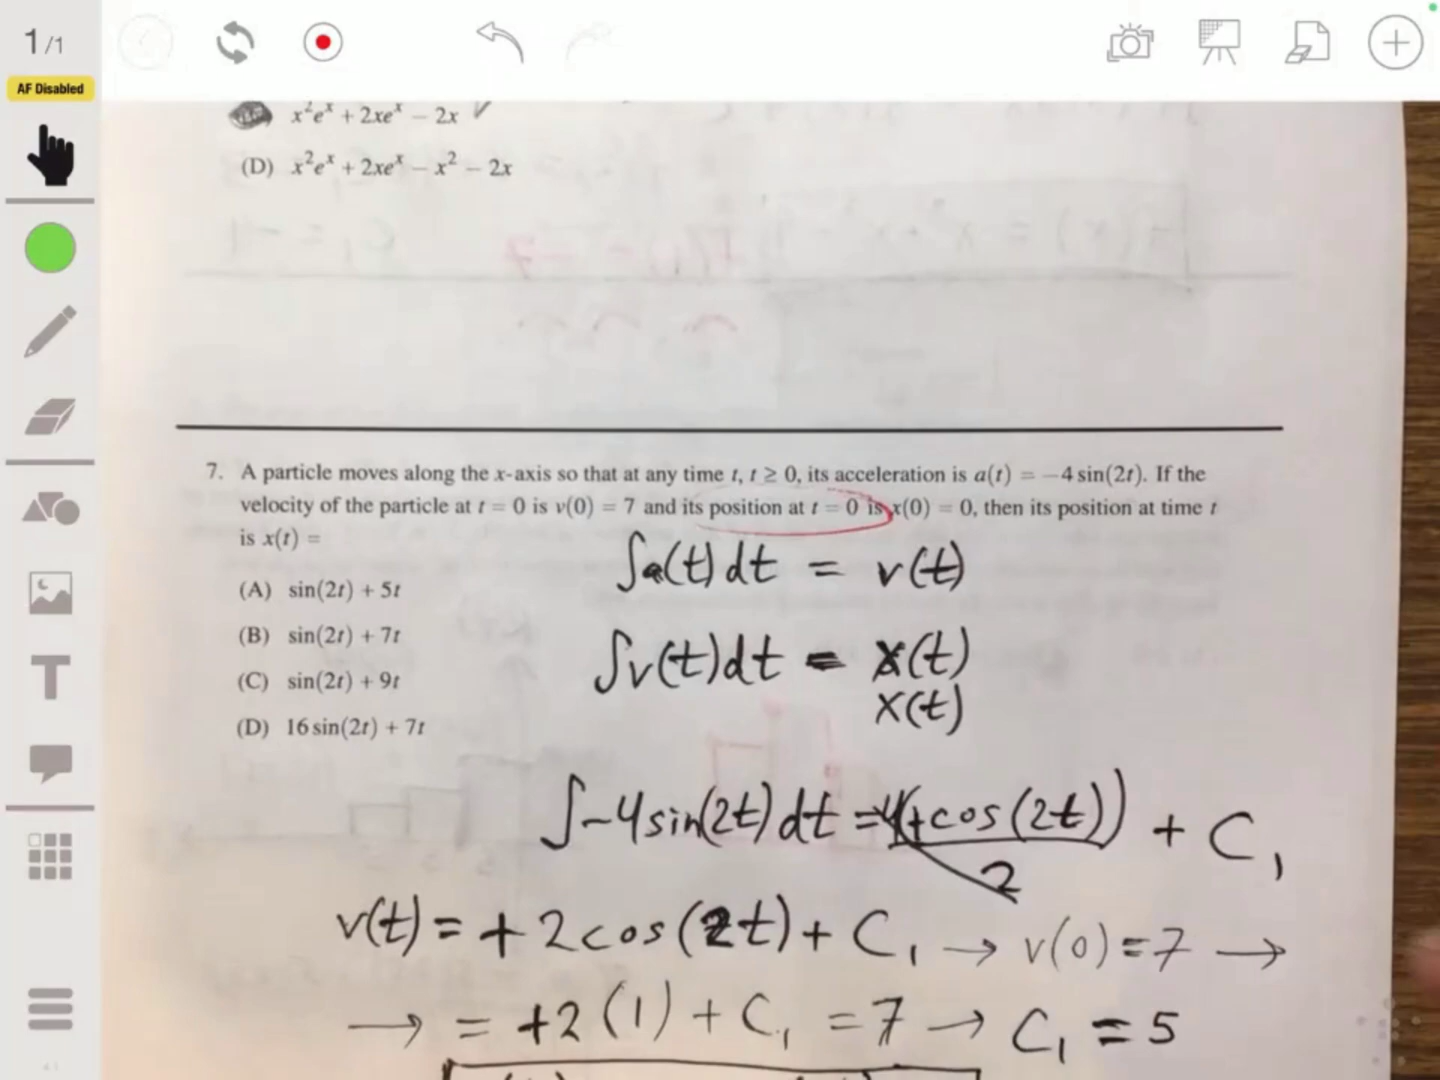 1/1
AF Disabled
x²eˣ + 2xeˣ − 2x ✓
(D) x²eˣ + 2xeˣ − x² − 2x
7. A particle moves along the x-axis so that at any time t, t ≥ 0, its acceleration is a(t) = −4 sin(2t). If the
velocity of the particle at t = 0 is v(0) = 7 and its position at t = 0 is x(0) = 0, then its position at time t
is x(t) =
(A) sin(2t) + 5t
(B) sin(2t) + 7t
(C) sin(2t) + 9t
(D) 16 sin(2t) + 7t
∫a(t)dt = v(t)
∫v(t)dt = x(t)
x(t)
∫−4sin(2t)dt = 4(+cos(2t))/2 + C₁
v(t) = +2cos(2t) + C₁ → v(0) = 7 →
→ = +2(1) + C₁ = 7 → C₁ = 5
T